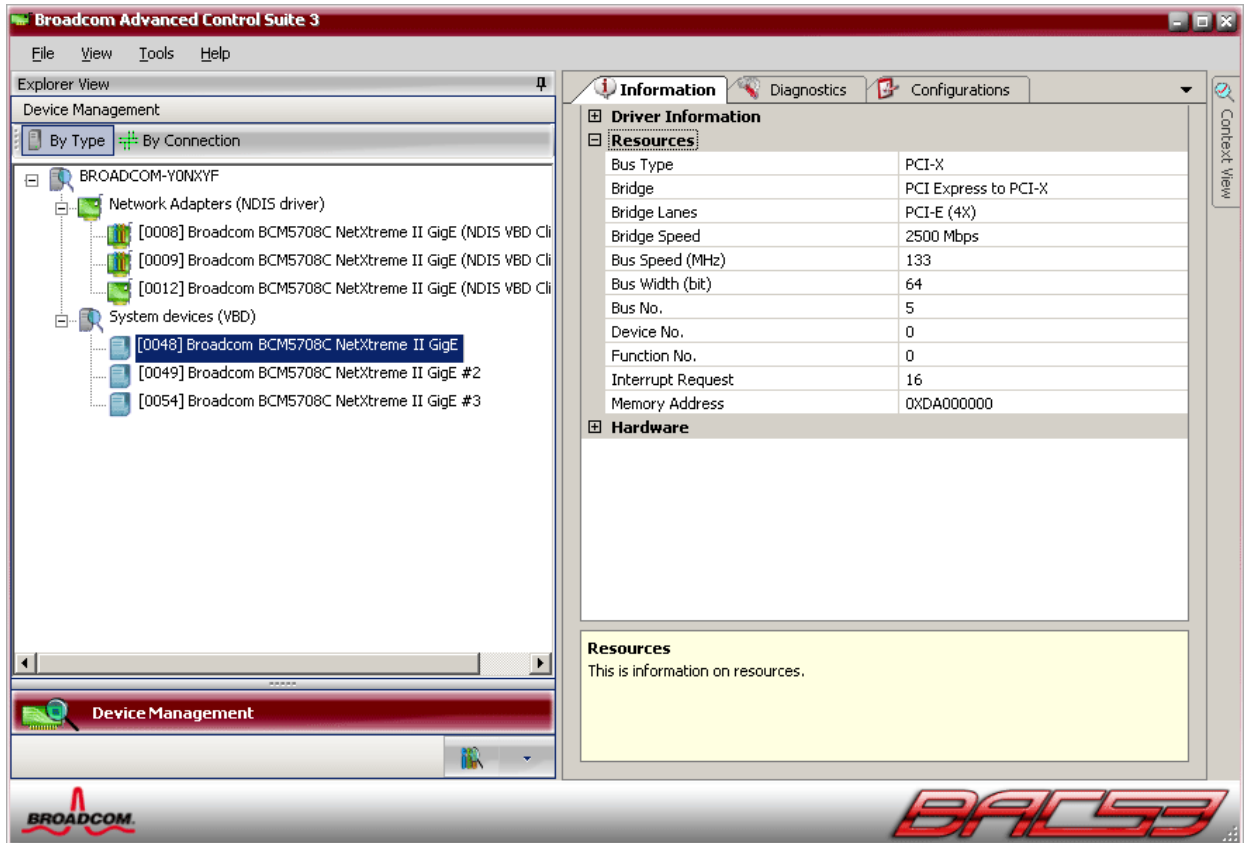 Broadcom Advanced Control Suite 3
File View Tools Help
Explorer View
Device Management
By Type By Connection
BROADCOM-Y0NXYF
Network Adapters (NDIS driver)
[0008] Broadcom BCM5708C NetXtreme II GigE (NDIS VBD Cli
[0009] Broadcom BCM5708C NetXtreme II GigE (NDIS VBD Cli
[0012] Broadcom BCM5708C NetXtreme II GigE (NDIS VBD Cli
System devices (VBD)
[0048] Broadcom BCM5708C NetXtreme II GigE
[0049] Broadcom BCM5708C NetXtreme II GigE #2
[0054] Broadcom BCM5708C NetXtreme II GigE #3
Device Management
Information Diagnostics Configurations
Driver Information
Resources
Bus Type PCI-X
Bridge PCI Express to PCI-X
Bridge Lanes PCI-E (4X)
Bridge Speed 2500 Mbps
Bus Speed (MHz) 133
Bus Width (bit) 64
Bus No. 5
Device No. 0
Function No. 0
Interrupt Request 16
Memory Address 0XDA000000
Hardware
Resources
This is information on resources.
Context View
BROADCOM.
BACS3